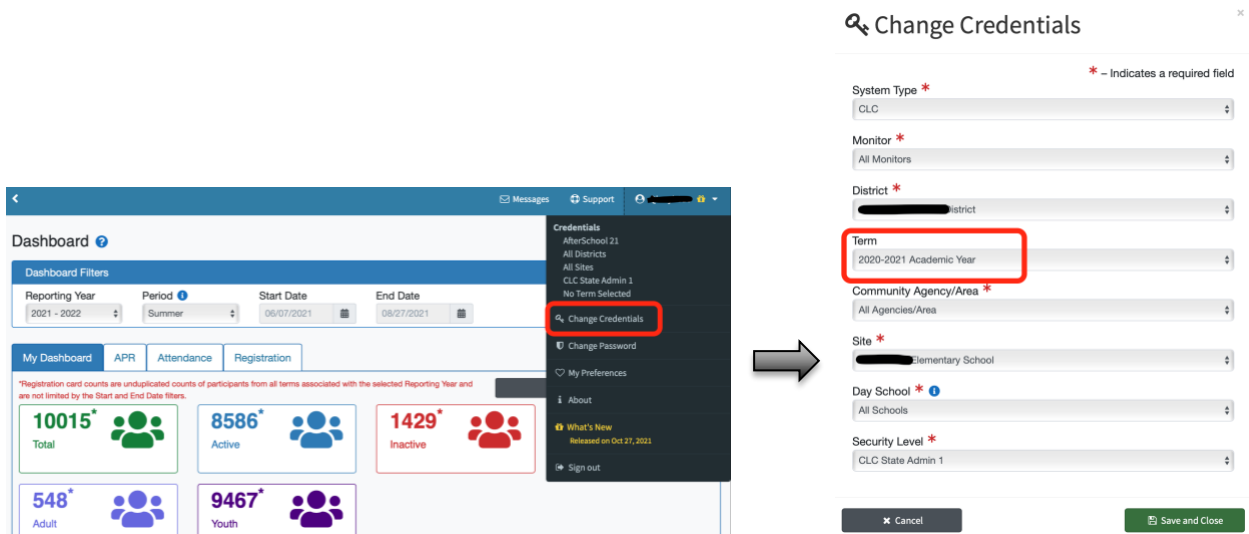 Messages
Support
Dashboard
Dashboard Filters
Reporting Year Period Start Date End Date
2021 - 2022 Summer 06/07/2021 08/27/2021
My Dashboard APR Attendance Registration
*Registration card counts are unduplicated counts of participants from all terms associated with the selected Reporting Year and
are not limited by the Start and End Date filters.
10015*
Total
8586*
Active
1429*
Inactive
548*
Adult
9467*
Youth
Credentials
AfterSchool 21
All Districts
All Sites
CLC State Admin 1
No Term Selected
Change Credentials
Change Password
My Preferences
About
What's New
Released on Oct 27, 2021
Sign out
Change Credentials
×
* – Indicates a required field
System Type *
CLC
Monitor *
All Monitors
District *
istrict
Term
2020-2021 Academic Year
Community Agency/Area *
All Agencies/Area
Site *
Elementary School
Day School *
All Schools
Security Level *
CLC State Admin 1
Cancel
Save and Close